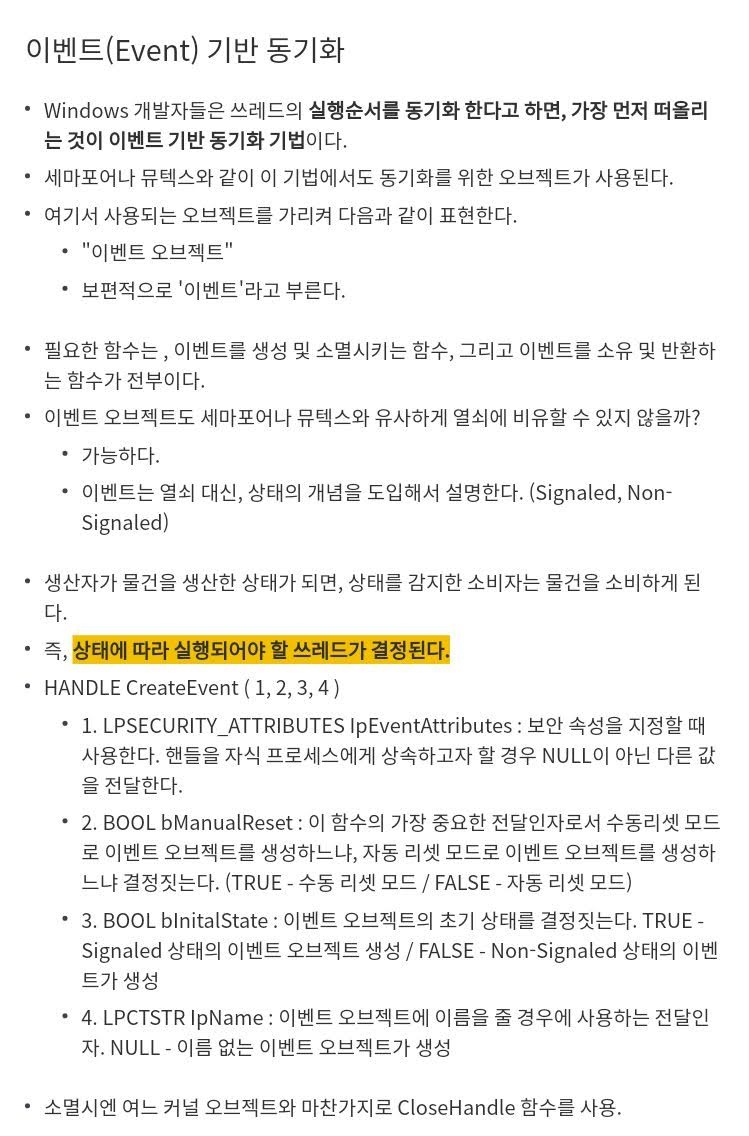 이벤트(Event) 기반 동기화
• Windows 개발자들은 쓰레드의 실행순서를 동기화 한다고 하면, 가장 먼저 떠올리
는 것이 이벤트 기반 동기화 기법이다.
• 세마포어나 뮤텍스와 같이 이 기법에서도 동기화를 위한 오브젝트가 사용된다.
• 여기서 사용되는 오브젝트를 가리켜 다음과 같이 표현한다.
• "이벤트 오브젝트"
• 보편적으로 '이벤트'라고 부른다.
• 필요한 함수는 , 이벤트를 생성 및 소멸시키는 함수, 그리고 이벤트를 소유 및 반환하
는 함수가 전부이다.
• 이벤트 오브젝트도 세마포어나 뮤텍스와 유사하게 열쇠에 비유할 수 있지 않을까?
• 가능하다.
• 이벤트는 열쇠 대신, 상태의 개념을 도입해서 설명한다. (Signaled, Non-
Signaled)
• 생산자가 물건을 생산한 상태가 되면, 상태를 감지한 소비자는 물건을 소비하게 된
다.
• 즉, 상태에 따라 실행되어야 할 쓰레드가 결정된다.
• HANDLE CreateEvent ( 1, 2, 3, 4 )
• 1. LPSECURITY_ATTRIBUTES IpEventAttributes : 보안 속성을 지정할 때
사용한다. 핸들을 자식 프로세스에게 상속하고자 할 경우 NULL이 아닌 다른 값
을 전달한다.
• 2. BOOL bManualReset : 이 함수의 가장 중요한 전달인자로서 수동리셋 모드
로 이벤트 오브젝트를 생성하느냐, 자동 리셋 모드로 이벤트 오브젝트를 생성하
느냐 결정짓는다. (TRUE - 수동 리셋 모드 / FALSE - 자동 리셋 모드)
• 3. BOOL bInitalState : 이벤트 오브젝트의 초기 상태를 결정짓는다. TRUE -
Signaled 상태의 이벤트 오브젝트 생성 / FALSE - Non-Signaled 상태의 이벤
트가 생성
• 4. LPCTSTR IpName : 이벤트 오브젝트에 이름을 줄 경우에 사용하는 전달인
자. NULL - 이름 없는 이벤트 오브젝트가 생성
• 소멸시엔 여느 커널 오브젝트와 마찬가지로 CloseHandle 함수를 사용.